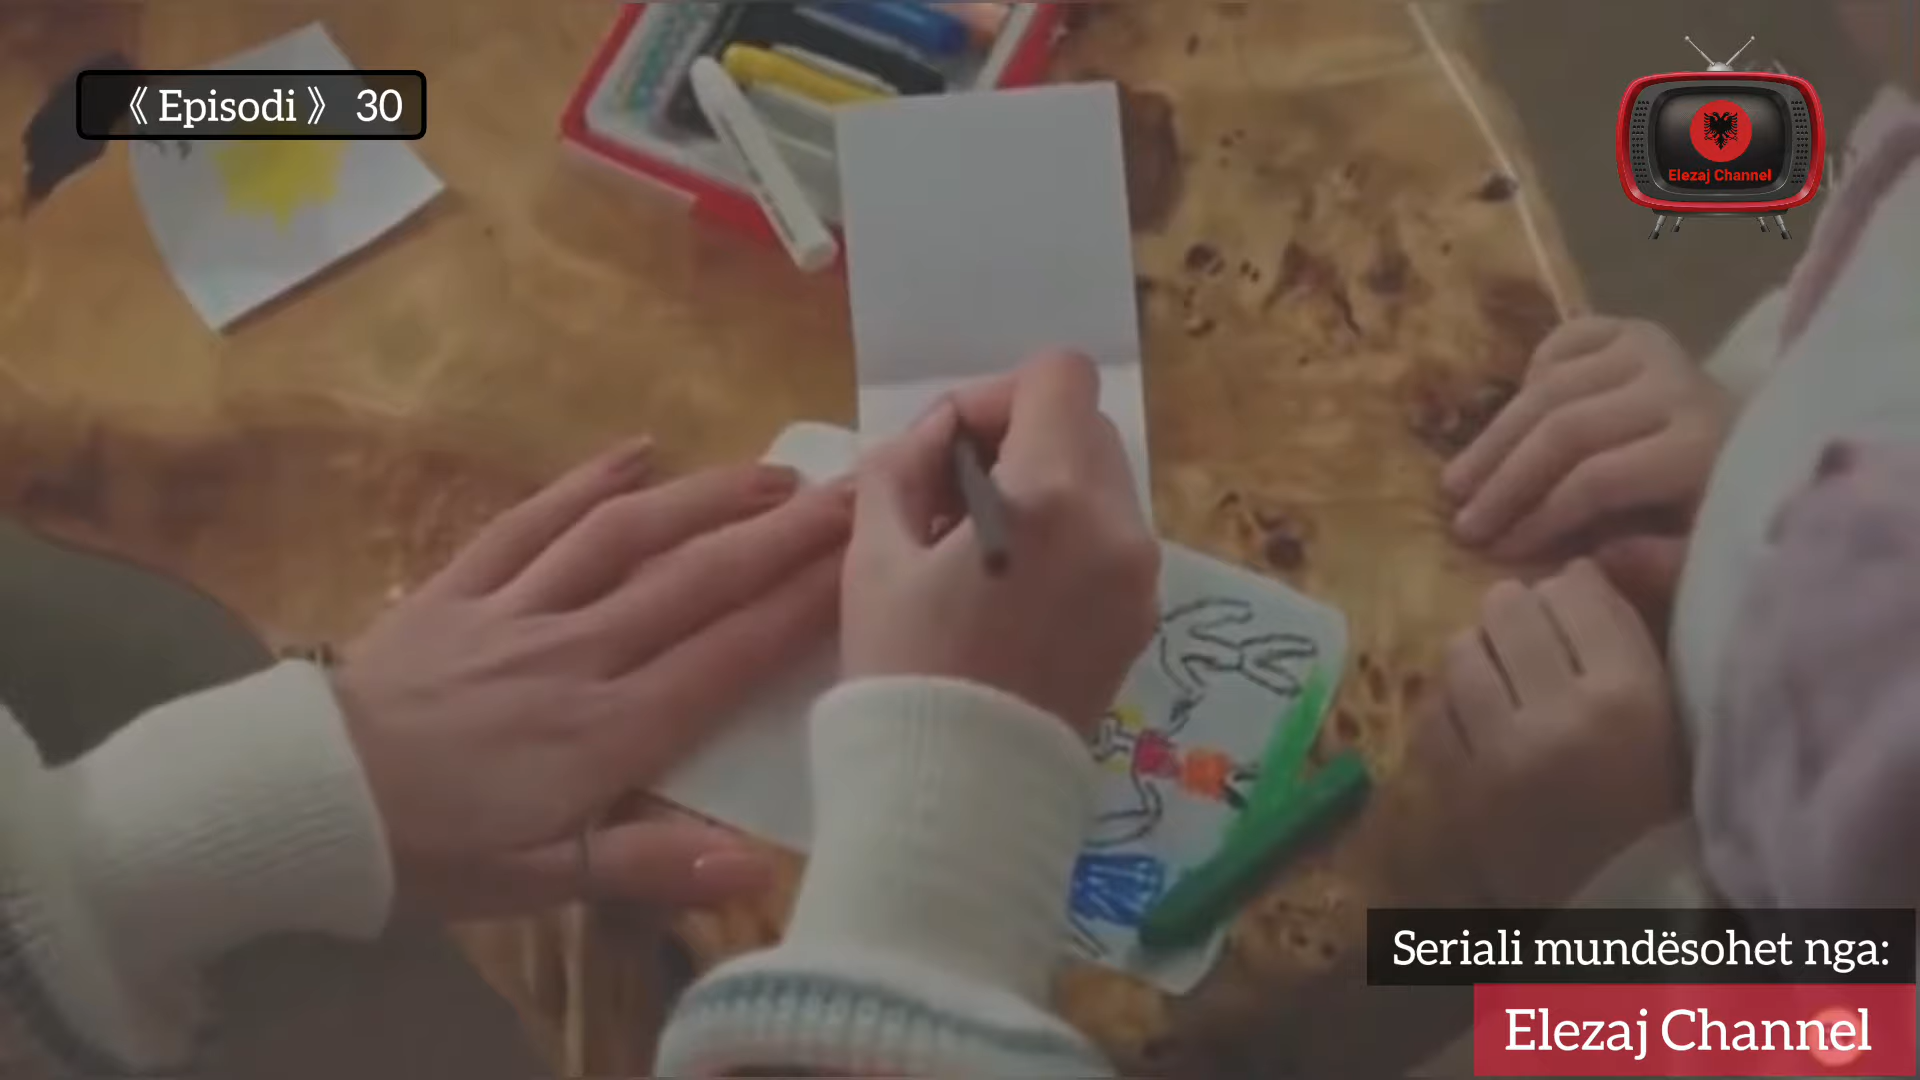 《 Episodi 》 30
Elezaj Channel
Seriali mundësohet nga:
Elezaj Channel